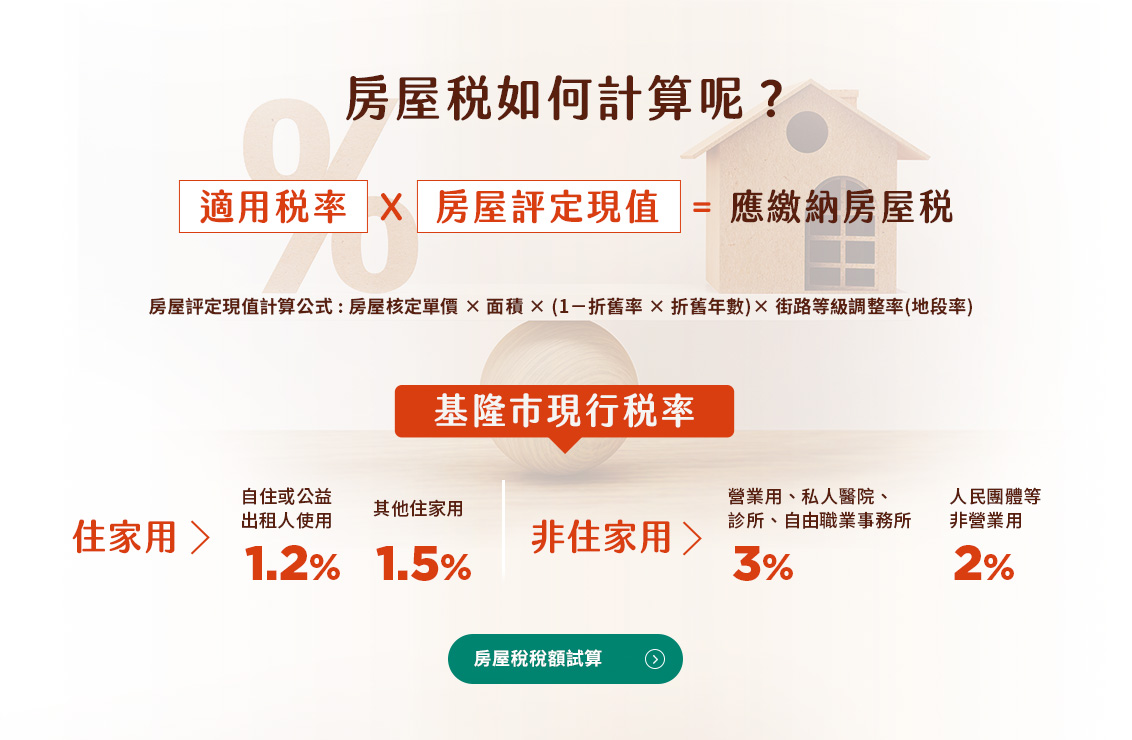 房屋税如何計算呢？
適用税率 X 房屋評定現值 = 應繳納房屋税
房屋評定現值計算公式 : 房屋核定單價 × 面積 × (1－折舊率 × 折舊年數)× 街路等級調整率(地段率)
基隆市現行税率
住家用
自住或公益
出租人使用
1.2%
其他住家用
1.5%
非住家用
營業用、私人醫院、
診所、自由職業事務所
3%
人民團體等
非營業用
2%
房屋稅稅額試算